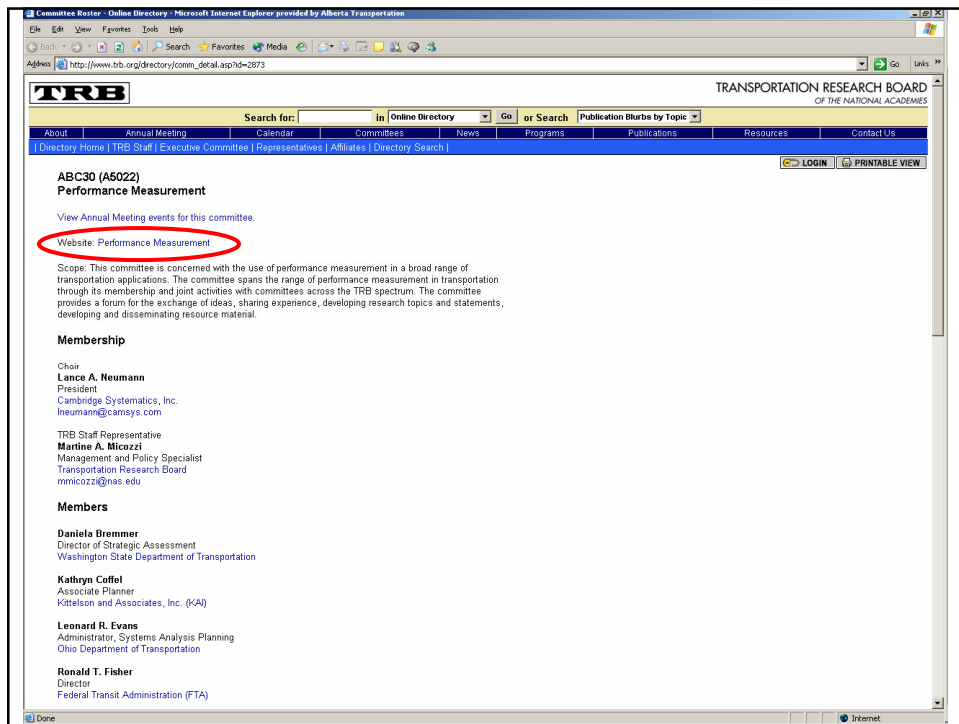 Committee Roster - Online Directory - Microsoft Internet Explorer provided by Alberta Transportation
File Edit View Favorites Tools Help
Back Search Favorites Media
Address http://www.trb.org/directory/comm_detail.asp?id=2873 Go Links »
TRB
TRANSPORTATION RESEARCH BOARD
OF THE NATIONAL ACADEMIES
Search for: in Online Directory Go or Search Publication Blurbs by Topic
About Annual Meeting Calendar Committees News Programs Publications Resources Contact Us
| Directory Home | TRB Staff | Executive Committee | Representatives | Affiliates | Directory Search |
LOGIN PRINTABLE VIEW
ABC30 (A5022)
Performance Measurement
View Annual Meeting events for this committee.
Website: Performance Measurement
Scope: This committee is concerned with the use of performance measurement in a broad range of
transportation applications. The committee spans the range of performance measurement in transportation
through its membership and joint activities with committees across the TRB spectrum. The committee
provides a forum for the exchange of ideas, sharing experience, developing research topics and statements,
developing and disseminating resource material.
Membership
Chair
Lance A. Neumann
President
Cambridge Systematics, Inc.
lneumann@camsys.com
TRB Staff Representative
Martine A. Micozzi
Management and Policy Specialist
Transportation Research Board
mmicozzi@nas.edu
Members
Daniela Bremmer
Director of Strategic Assessment
Washington State Department of Transportation
Kathryn Coffel
Associate Planner
Kittelson and Associates, Inc. (KAI)
Leonard R. Evans
Administrator, Systems Analysis Planning
Ohio Department of Transportation
Ronald T. Fisher
Director
Federal Transit Administration (FTA)
Done Internet